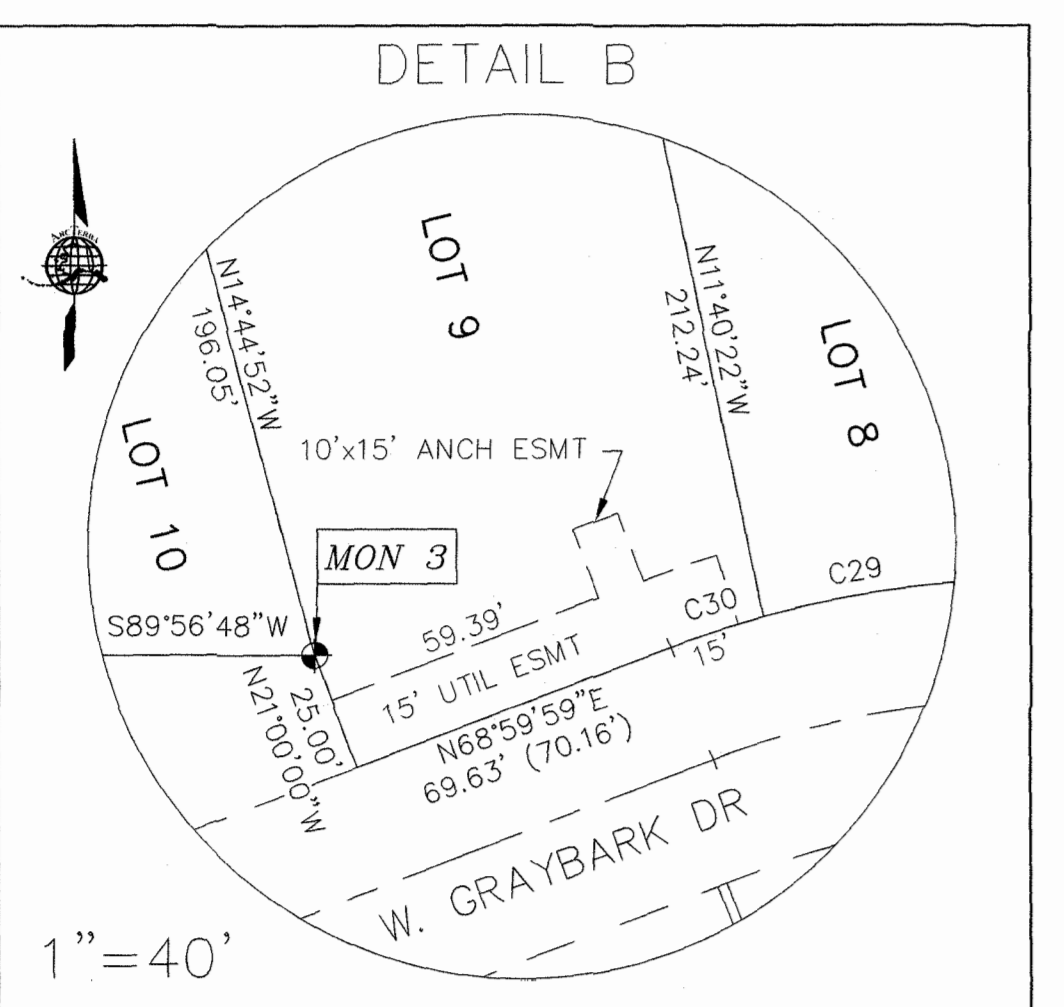 DETAIL B
ARCTERRA
LOT 9
N14°44'52"W
196.05'
N11°40'22"W
212.24'
LOT 8
LOT 10
10'x15' ANCH ESMT
MON 3
C29
S89°56'48"W
59.39'
C30
15' UTIL ESMT
15'
25.00'
N21°00'00"W
N68°59'59"E
69.63' (70.16')
W. GRAYBARK DR
1"=40'